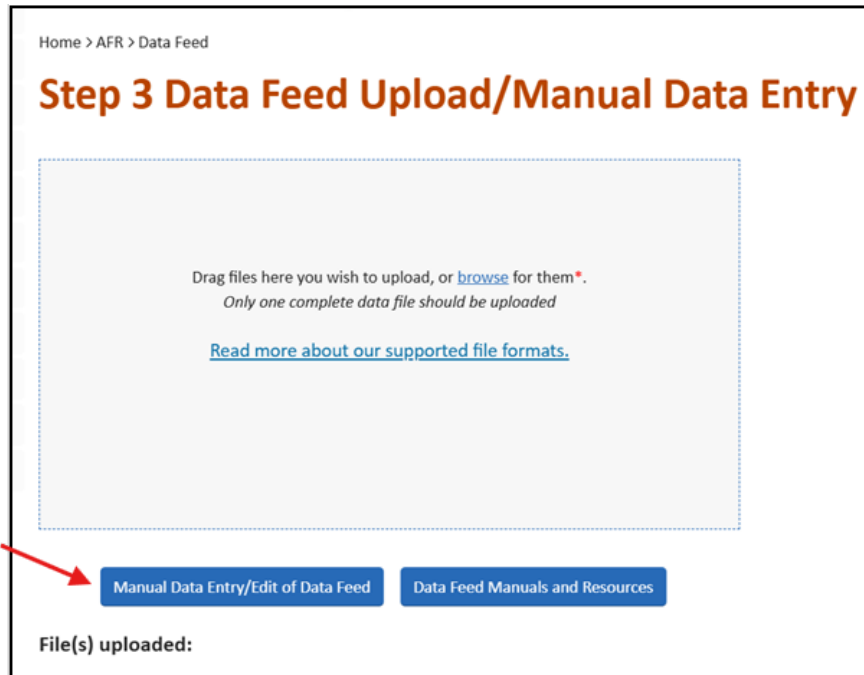 Home > AFR > Data Feed
Step 3 Data Feed Upload/Manual Data Entry
Drag files here you wish to upload, or browse for them*.
Only one complete data file should be uploaded
Read more about our supported file formats.
Manual Data Entry/Edit of Data Feed
Data Feed Manuals and Resources
File(s) uploaded: